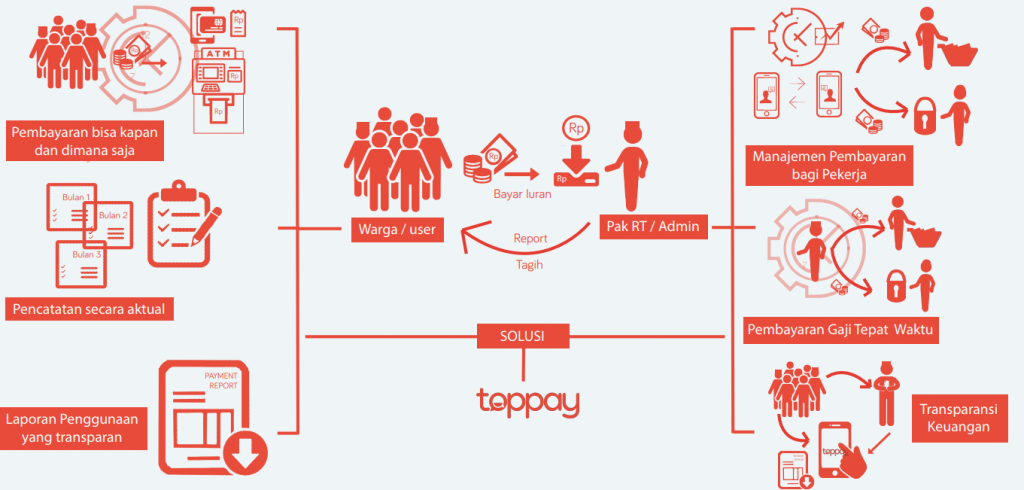 Rp
ATM
Rp
Rp
Pembayaran bisa kapan
dan dimana saja
Bulan 1
Bulan 2
Bulan 3
Pencatatan secara aktual
PAYMENT
REPORT
Laporan Penggunaan
yang transparan
Warga / user
Rp
Rp
Rp
Bayar Iuran
Report
Tagih
Pak RT / Admin
SOLUSI
toppay
Manajemen Pembayaran
bagi Pekerja
Pembayaran Gaji Tepat Waktu
toppay
Transparansi
Keuangan